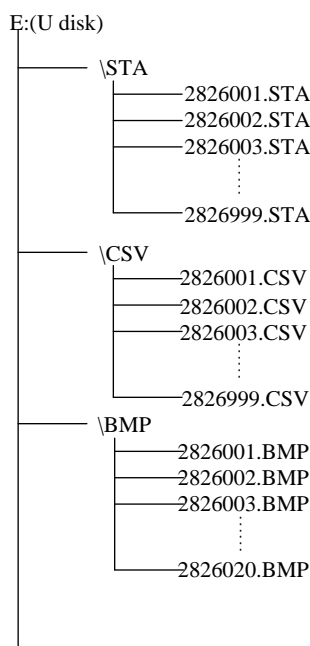 E:(U disk)
\STA
2826001.STA
2826002.STA
2826003.STA
2826999.STA
\CSV
2826001.CSV
2826002.CSV
2826003.CSV
2826999.CSV
\BMP
2826001.BMP
2826002.BMP
2826003.BMP
2826020.BMP